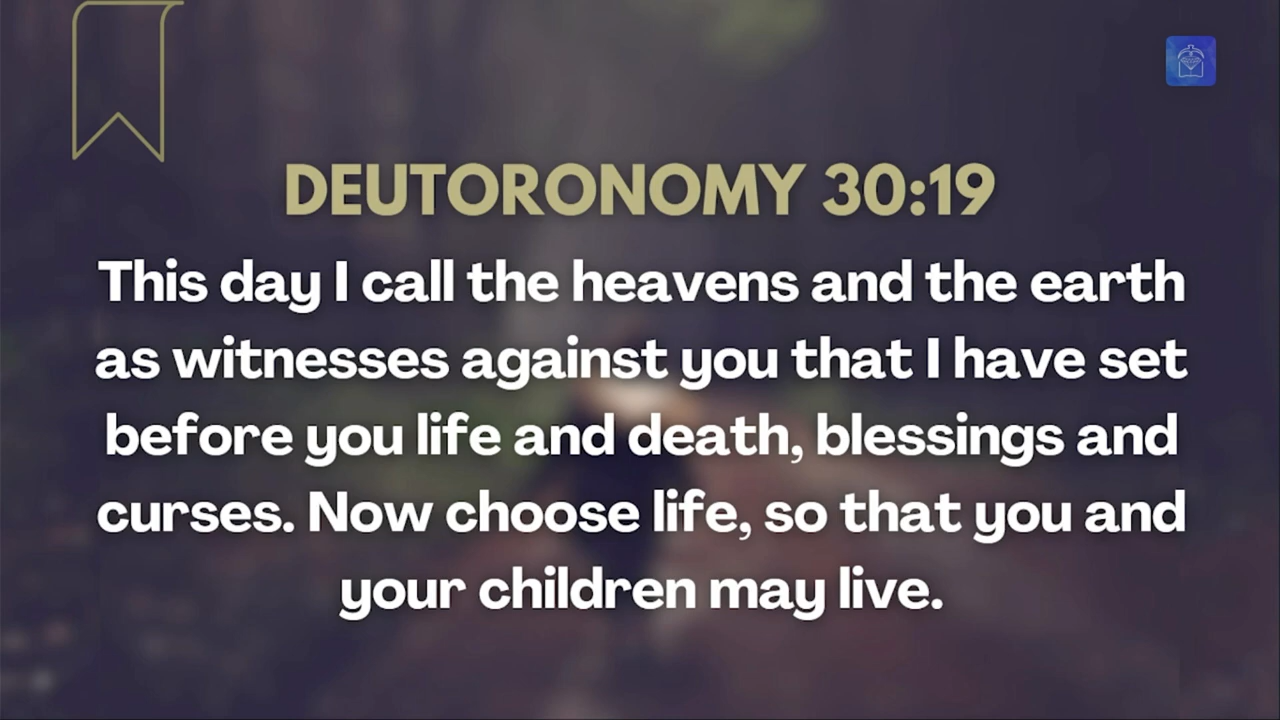 DEUTORONOMY 30:19
This day I call the heavens and the earth
as witnesses against you that I have set
before you life and death, blessings and
curses. Now choose life, so that you and
your children may live.